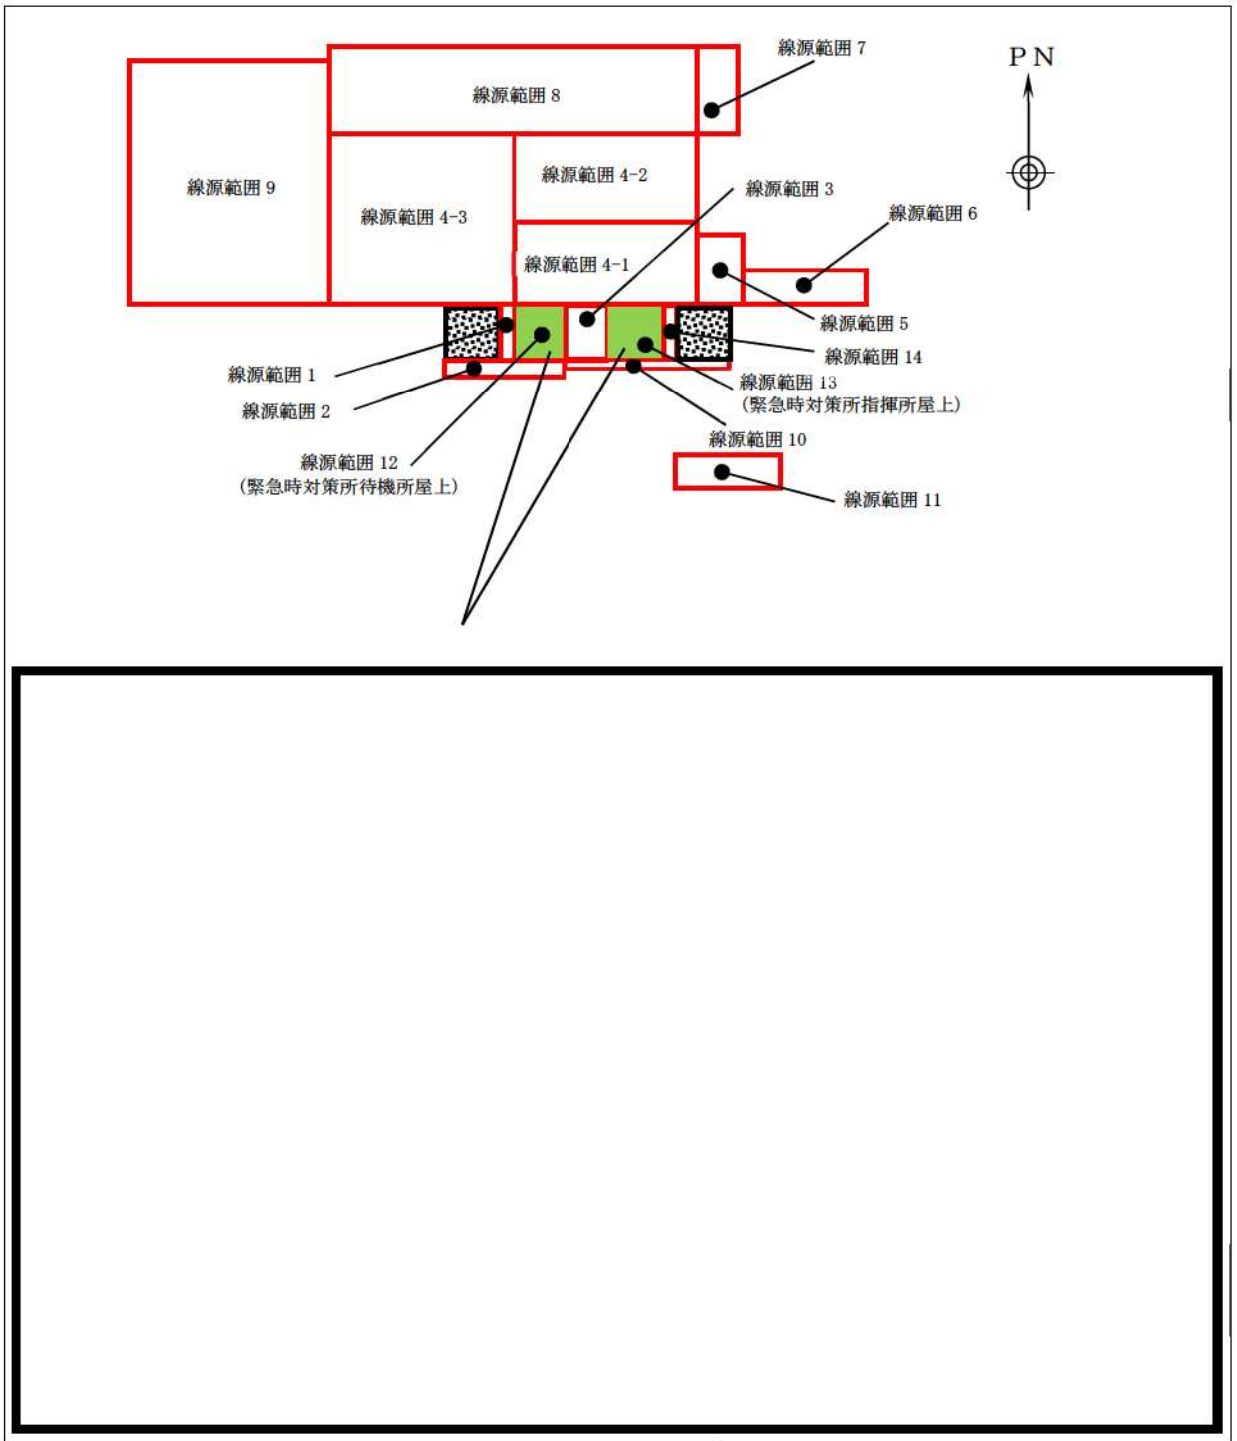 線源範囲 7
P N
線源範囲 8
線源範囲 4-2
線源範囲 3
線源範囲 9
線源範囲 4-3
線源範囲 6
線源範囲 4-1
線源範囲 5
線源範囲 14
線源範囲 1
線源範囲 13
(緊急時対策所指揮所屋上)
線源範囲 2
線源範囲 10
線源範囲 12
(緊急時対策所待機所屋上)
線源範囲 11